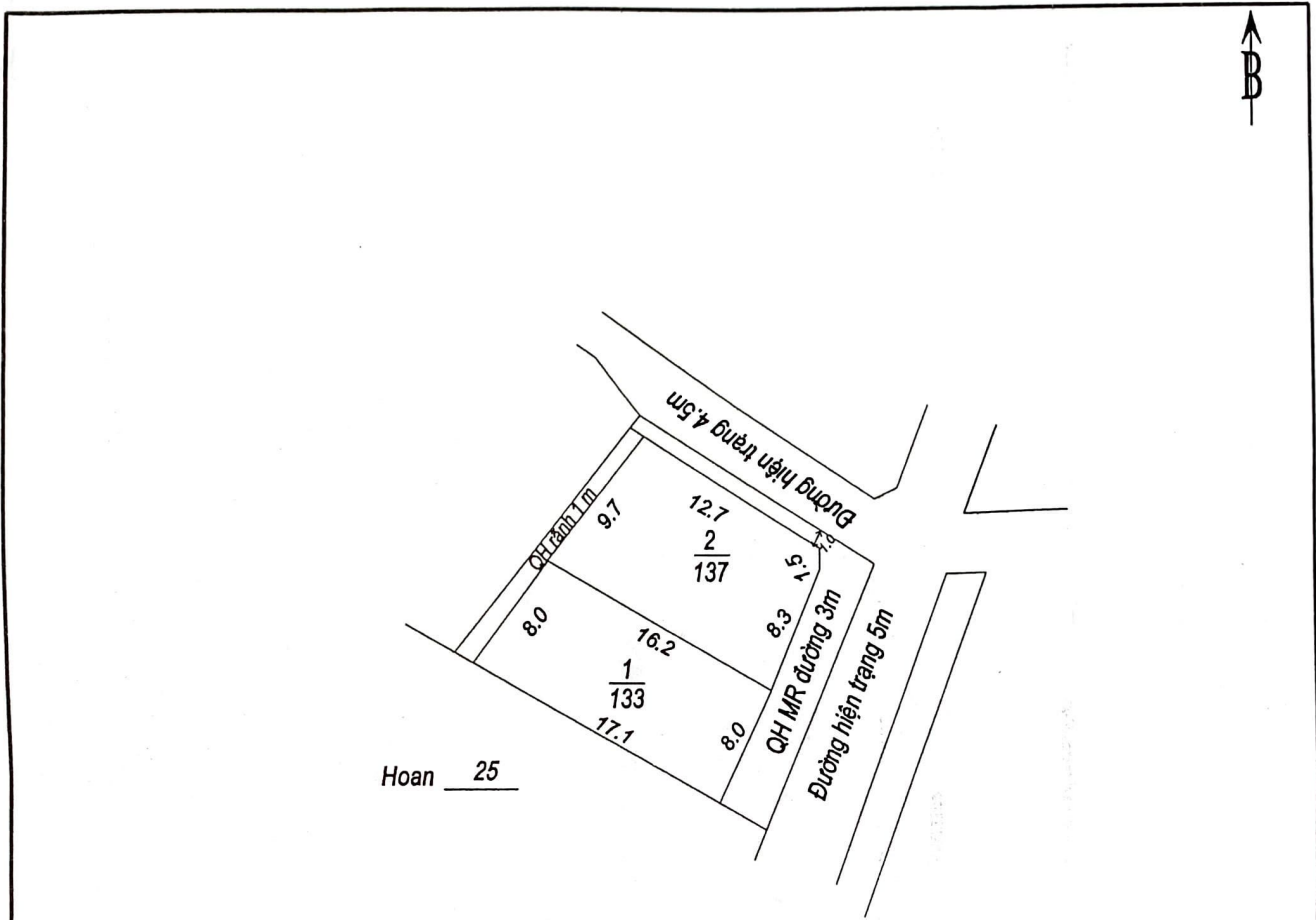 B
Đường hiện trạng 4.5m
QH rãnh 1 m
9.7
12.7
2
137
1.5
1.0
8.3
8.0
16.2
1
133
17.1
8.0
QH MR đường 3m
Đường hiện trạng 5m
Hoan 25